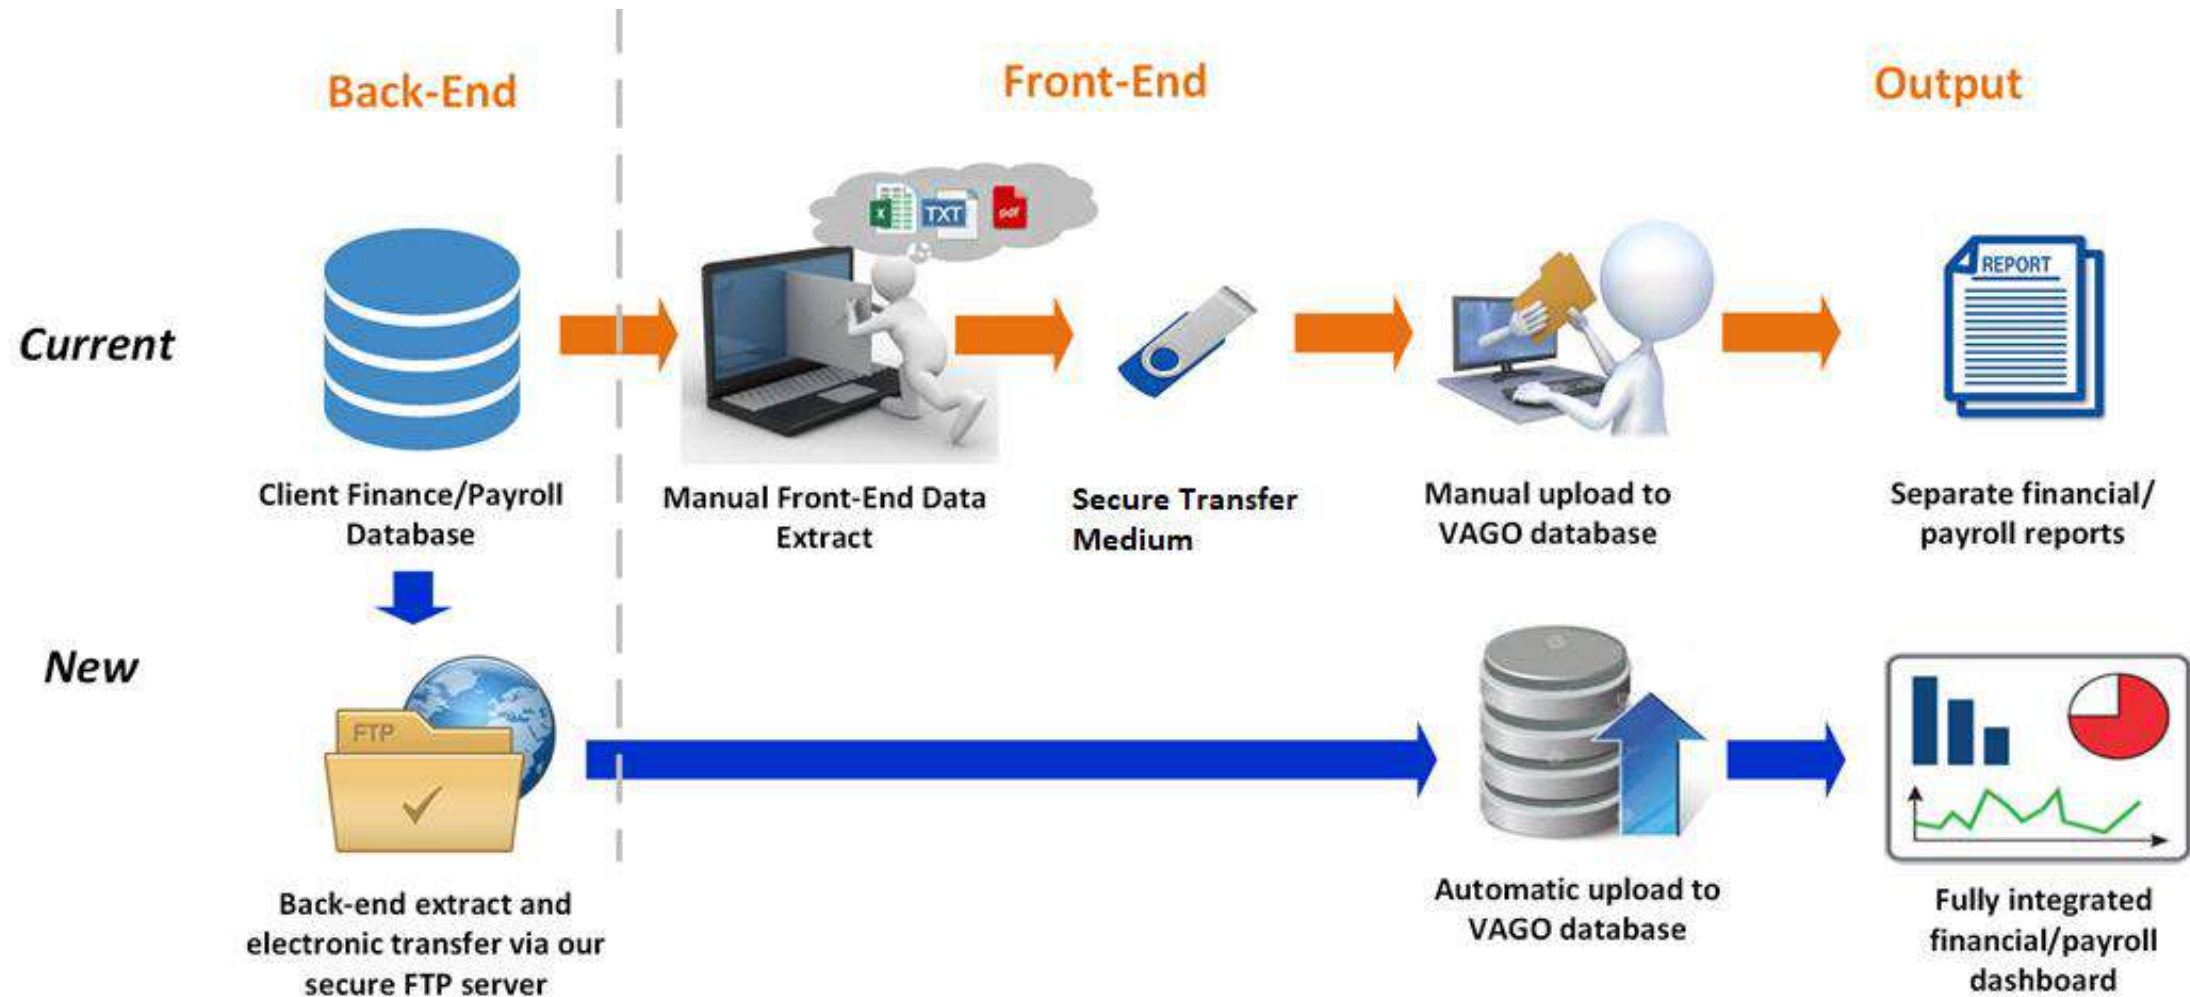 Back-End
Front-End
Output
X
TXT
pdf
REPORT
Current
Client Finance/Payroll
Database
Manual Front-End Data
Extract
Secure Transfer
Medium
Manual upload to
VAGO database
Separate financial/
payroll reports
New
FTP
Back-end extract and
electronic transfer via our
secure FTP server
Automatic upload to
VAGO database
Fully integrated
financial/payroll
dashboard